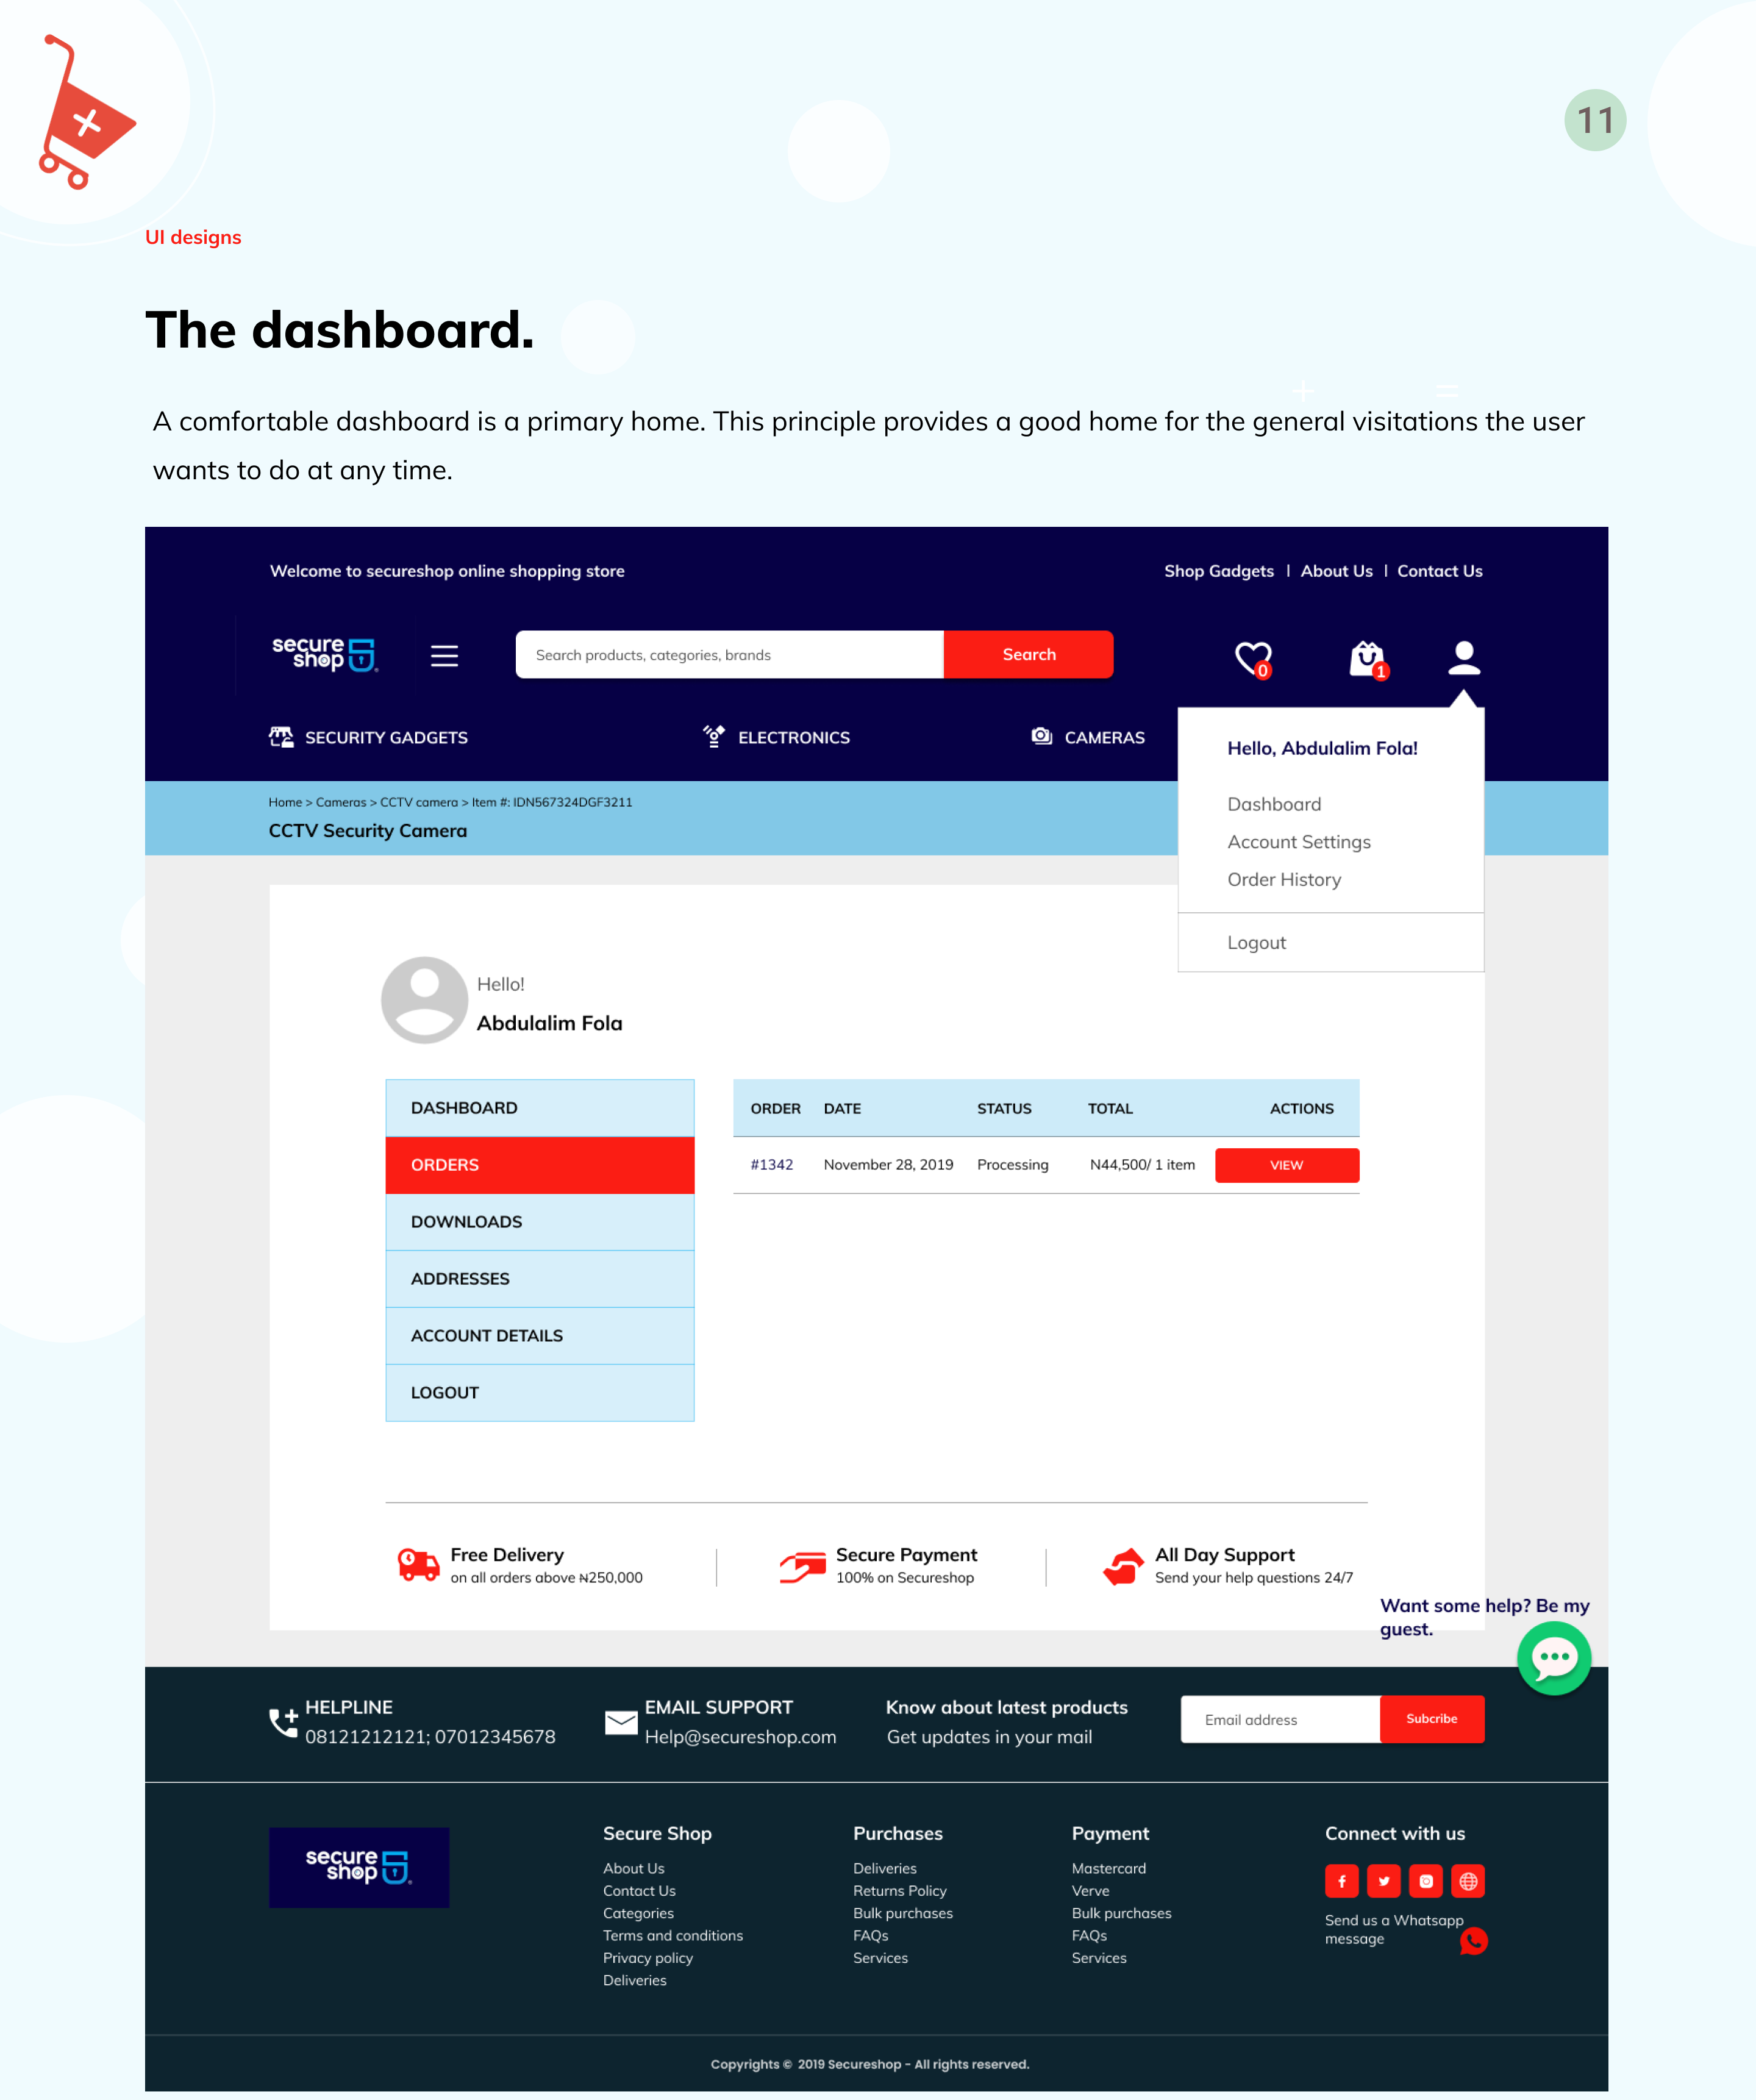 11
UI designs
The dashboard.
A comfortable dashboard is a primary home. This principle provides a good home for the general visitations the user
wants to do at any time.
Welcome to secureshop online shopping store
Shop Gadgets | About Us | Contact Us
secure
shop
Search products, categories, brands
Search
0
1
SECURITY GADGETS
ELECTRONICS
CAMERAS
Hello, Abdulalim Fola!
Dashboard
Account Settings
Order History
Logout
Home > Cameras > CCTV camera > Item #: IDN567324DGF3211
CCTV Security Camera
Hello!
Abdulalim Fola
DASHBOARD
ORDERS
DOWNLOADS
ADDRESSES
ACCOUNT DETAILS
LOGOUT
ORDER DATE STATUS TOTAL ACTIONS
#1342 November 28, 2019 Processing N44,500/ 1 item VIEW
Free Delivery
on all orders above ₦250,000
Secure Payment
100% on Secureshop
All Day Support
Send your help questions 24/7
Want some help? Be my
guest.
HELPLINE
08121212121; 07012345678
EMAIL SUPPORT
Help@secureshop.com
Know about latest products
Get updates in your mail
Email address
Subcribe
secure
shop
Secure Shop
About Us
Contact Us
Categories
Terms and conditions
Privacy policy
Deliveries
Purchases
Deliveries
Returns Policy
Bulk purchases
FAQs
Services
Payment
Mastercard
Verve
Bulk purchases
FAQs
Services
Connect with us
Send us a Whatsapp
message
Copyrights © 2019 Secureshop - All rights reserved.